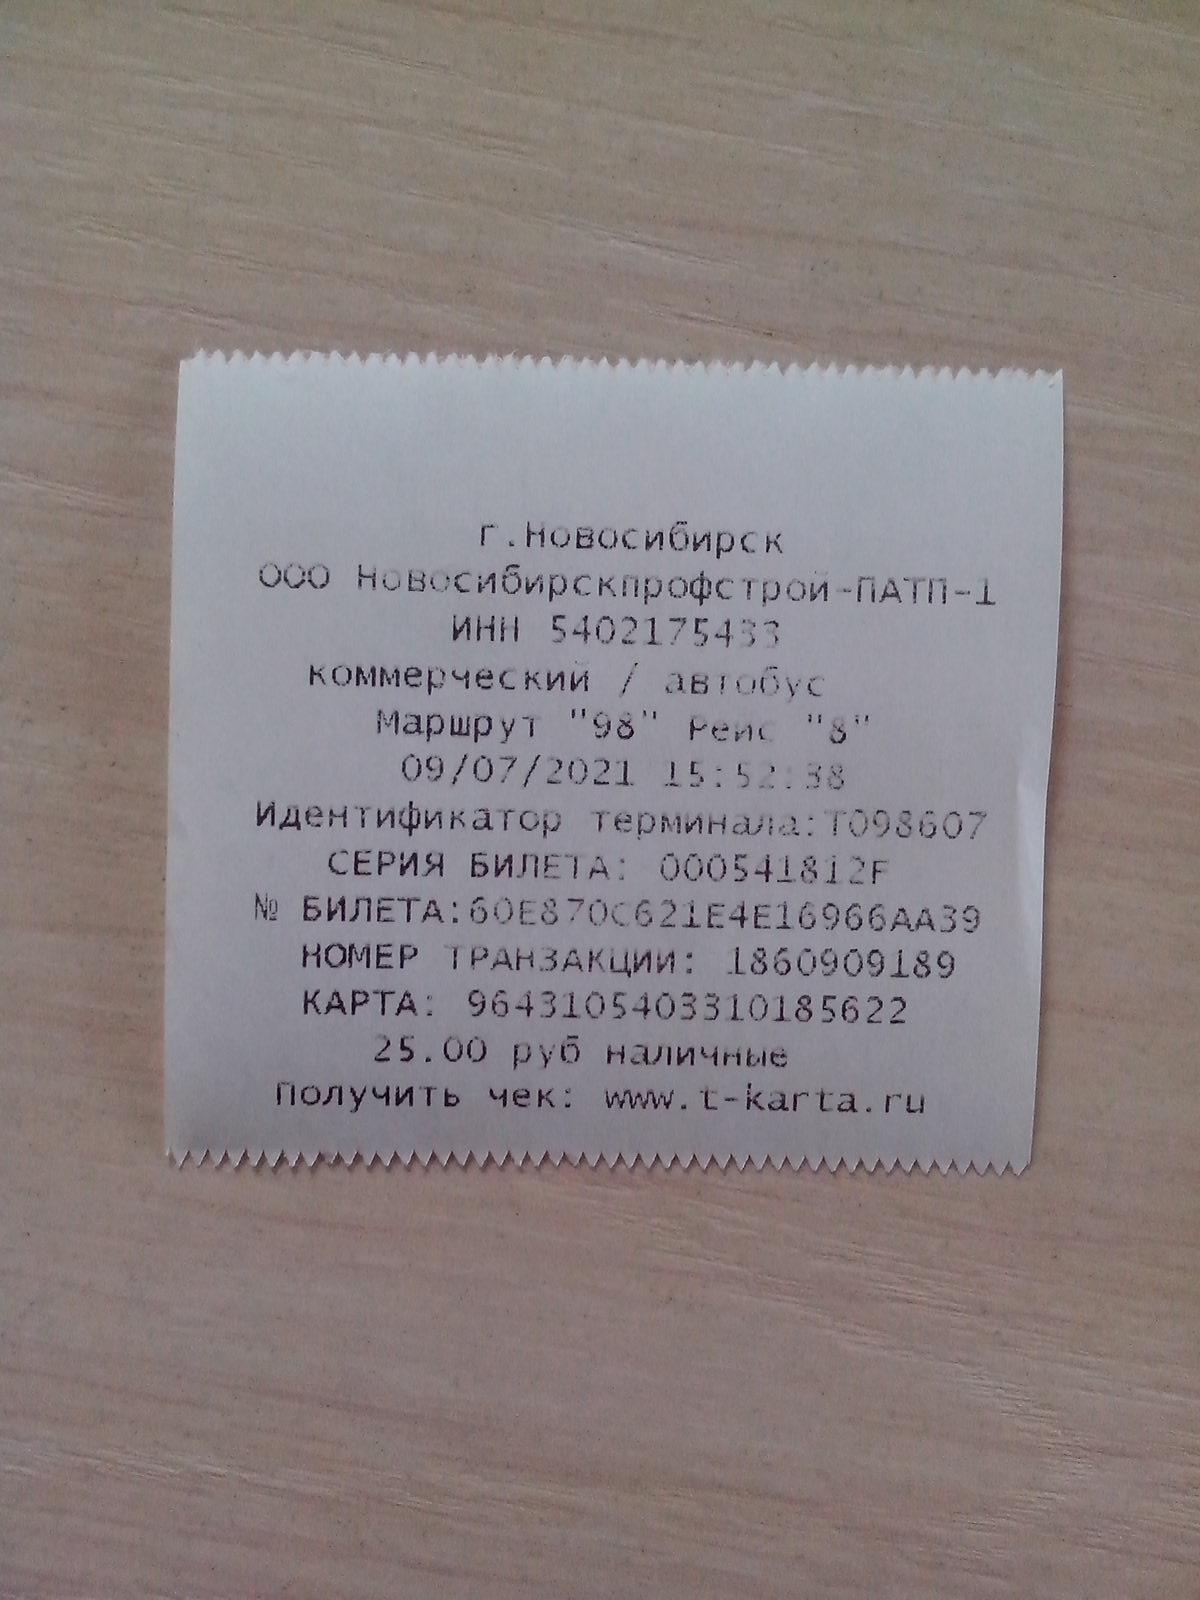 г.Новосибирск
ООО Новосибирскпрофстрой-ПАТП-1
ИНН 5402175433
коммерческий / автобус
Маршрут "98" Рейс "8"
09/07/2021 15:52:38
Идентификатор терминала:T098607
СЕРИЯ БИЛЕТА: 000541812F
№ БИЛЕТА:60E870C621E4E16966AA39
НОМЕР ТРАНЗАКЦИИ: 1860909189
КАРТА: 9643105403310185622
25.00 руб наличные
Получить чек: www.t-karta.ru